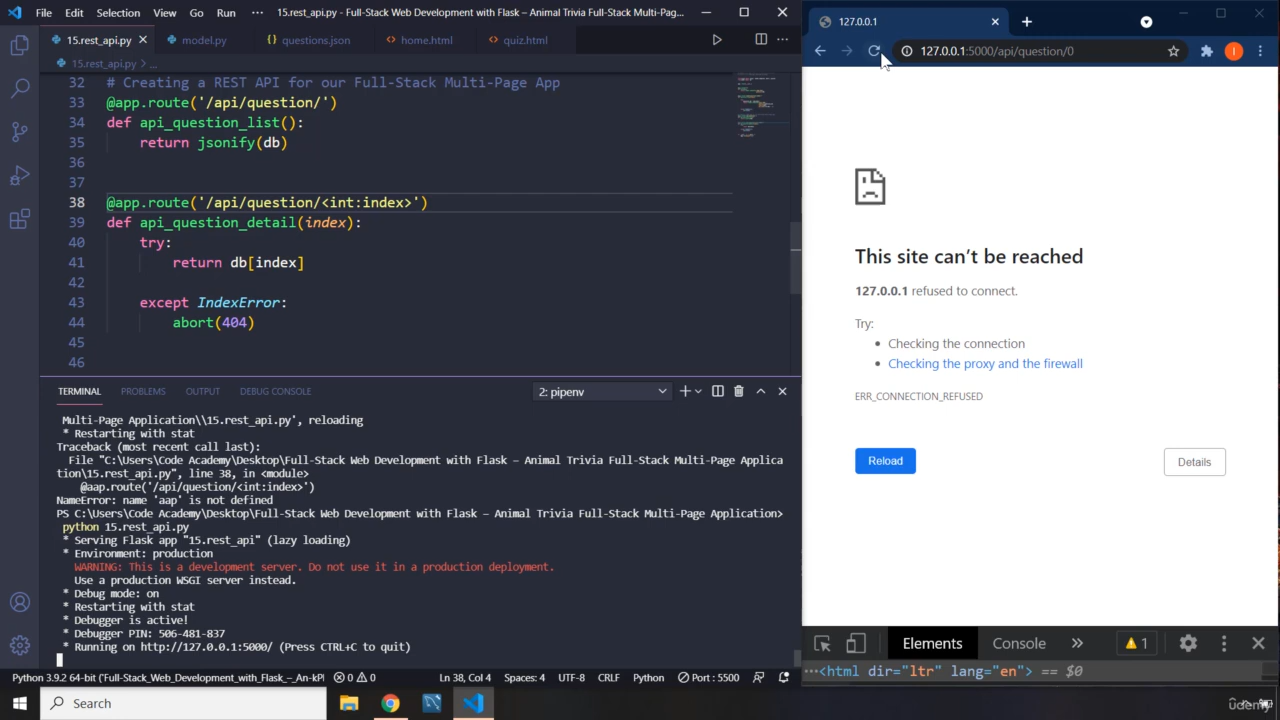 File Edit Selection View Go Run ··· 15.rest_api.py - Full-Stack Web Development with Flask – Animal Trivia Full-Stack Multi-Pag...
15.rest_api.py model.py questions.json home.html quiz.html
15.rest_api.py > ...
32 # Creating a REST API for our Full-Stack Multi-Page App
33 @app.route('/api/question/')
34 def api_question_list():
35 return jsonify(db)
36
37
38 @app.route('/api/question/<int:index>')
39 def api_question_detail(index):
40 try:
41 return db[index]
42
43 except IndexError:
44 abort(404)
45
46
TERMINAL PROBLEMS OUTPUT DEBUG CONSOLE 2: pipenv
Multi-Page Application\\15.rest_api.py', reloading
* Restarting with stat
Traceback (most recent call last):
File "C:\Users\Code Academy\Desktop\Full-Stack Web Development with Flask – Animal Trivia Full-Stack Multi-Page Applica
tion\15.rest_api.py", line 38, in <module>
@aap.route('/api/question/<int:index>')
NameError: name 'aap' is not defined
PS C:\Users\Code Academy\Desktop\Full-Stack Web Development with Flask – Animal Trivia Full-Stack Multi-Page Application>
python 15.rest_api.py
* Serving Flask app "15.rest_api" (lazy loading)
* Environment: production
WARNING: This is a development server. Do not use it in a production deployment.
Use a production WSGI server instead.
* Debug mode: on
* Restarting with stat
* Debugger is active!
* Debugger PIN: 506-481-837
* Running on http://127.0.0.1:5000/ (Press CTRL+C to quit)
Python 3.9.2 64-bit 0 0 Ln 38, Col 4 Spaces: 4 UTF-8 CRLF Python Port : 5500
127.0.0.1
127.0.0.1:5000/api/question/0
I
This site can't be reached
127.0.0.1 refused to connect.
Try:
• Checking the connection
• Checking the proxy and the firewall
ERR_CONNECTION_REFUSED
Reload Details
Elements Console » 1
···<html dir="ltr" lang="en"> == $0
Search
udemy